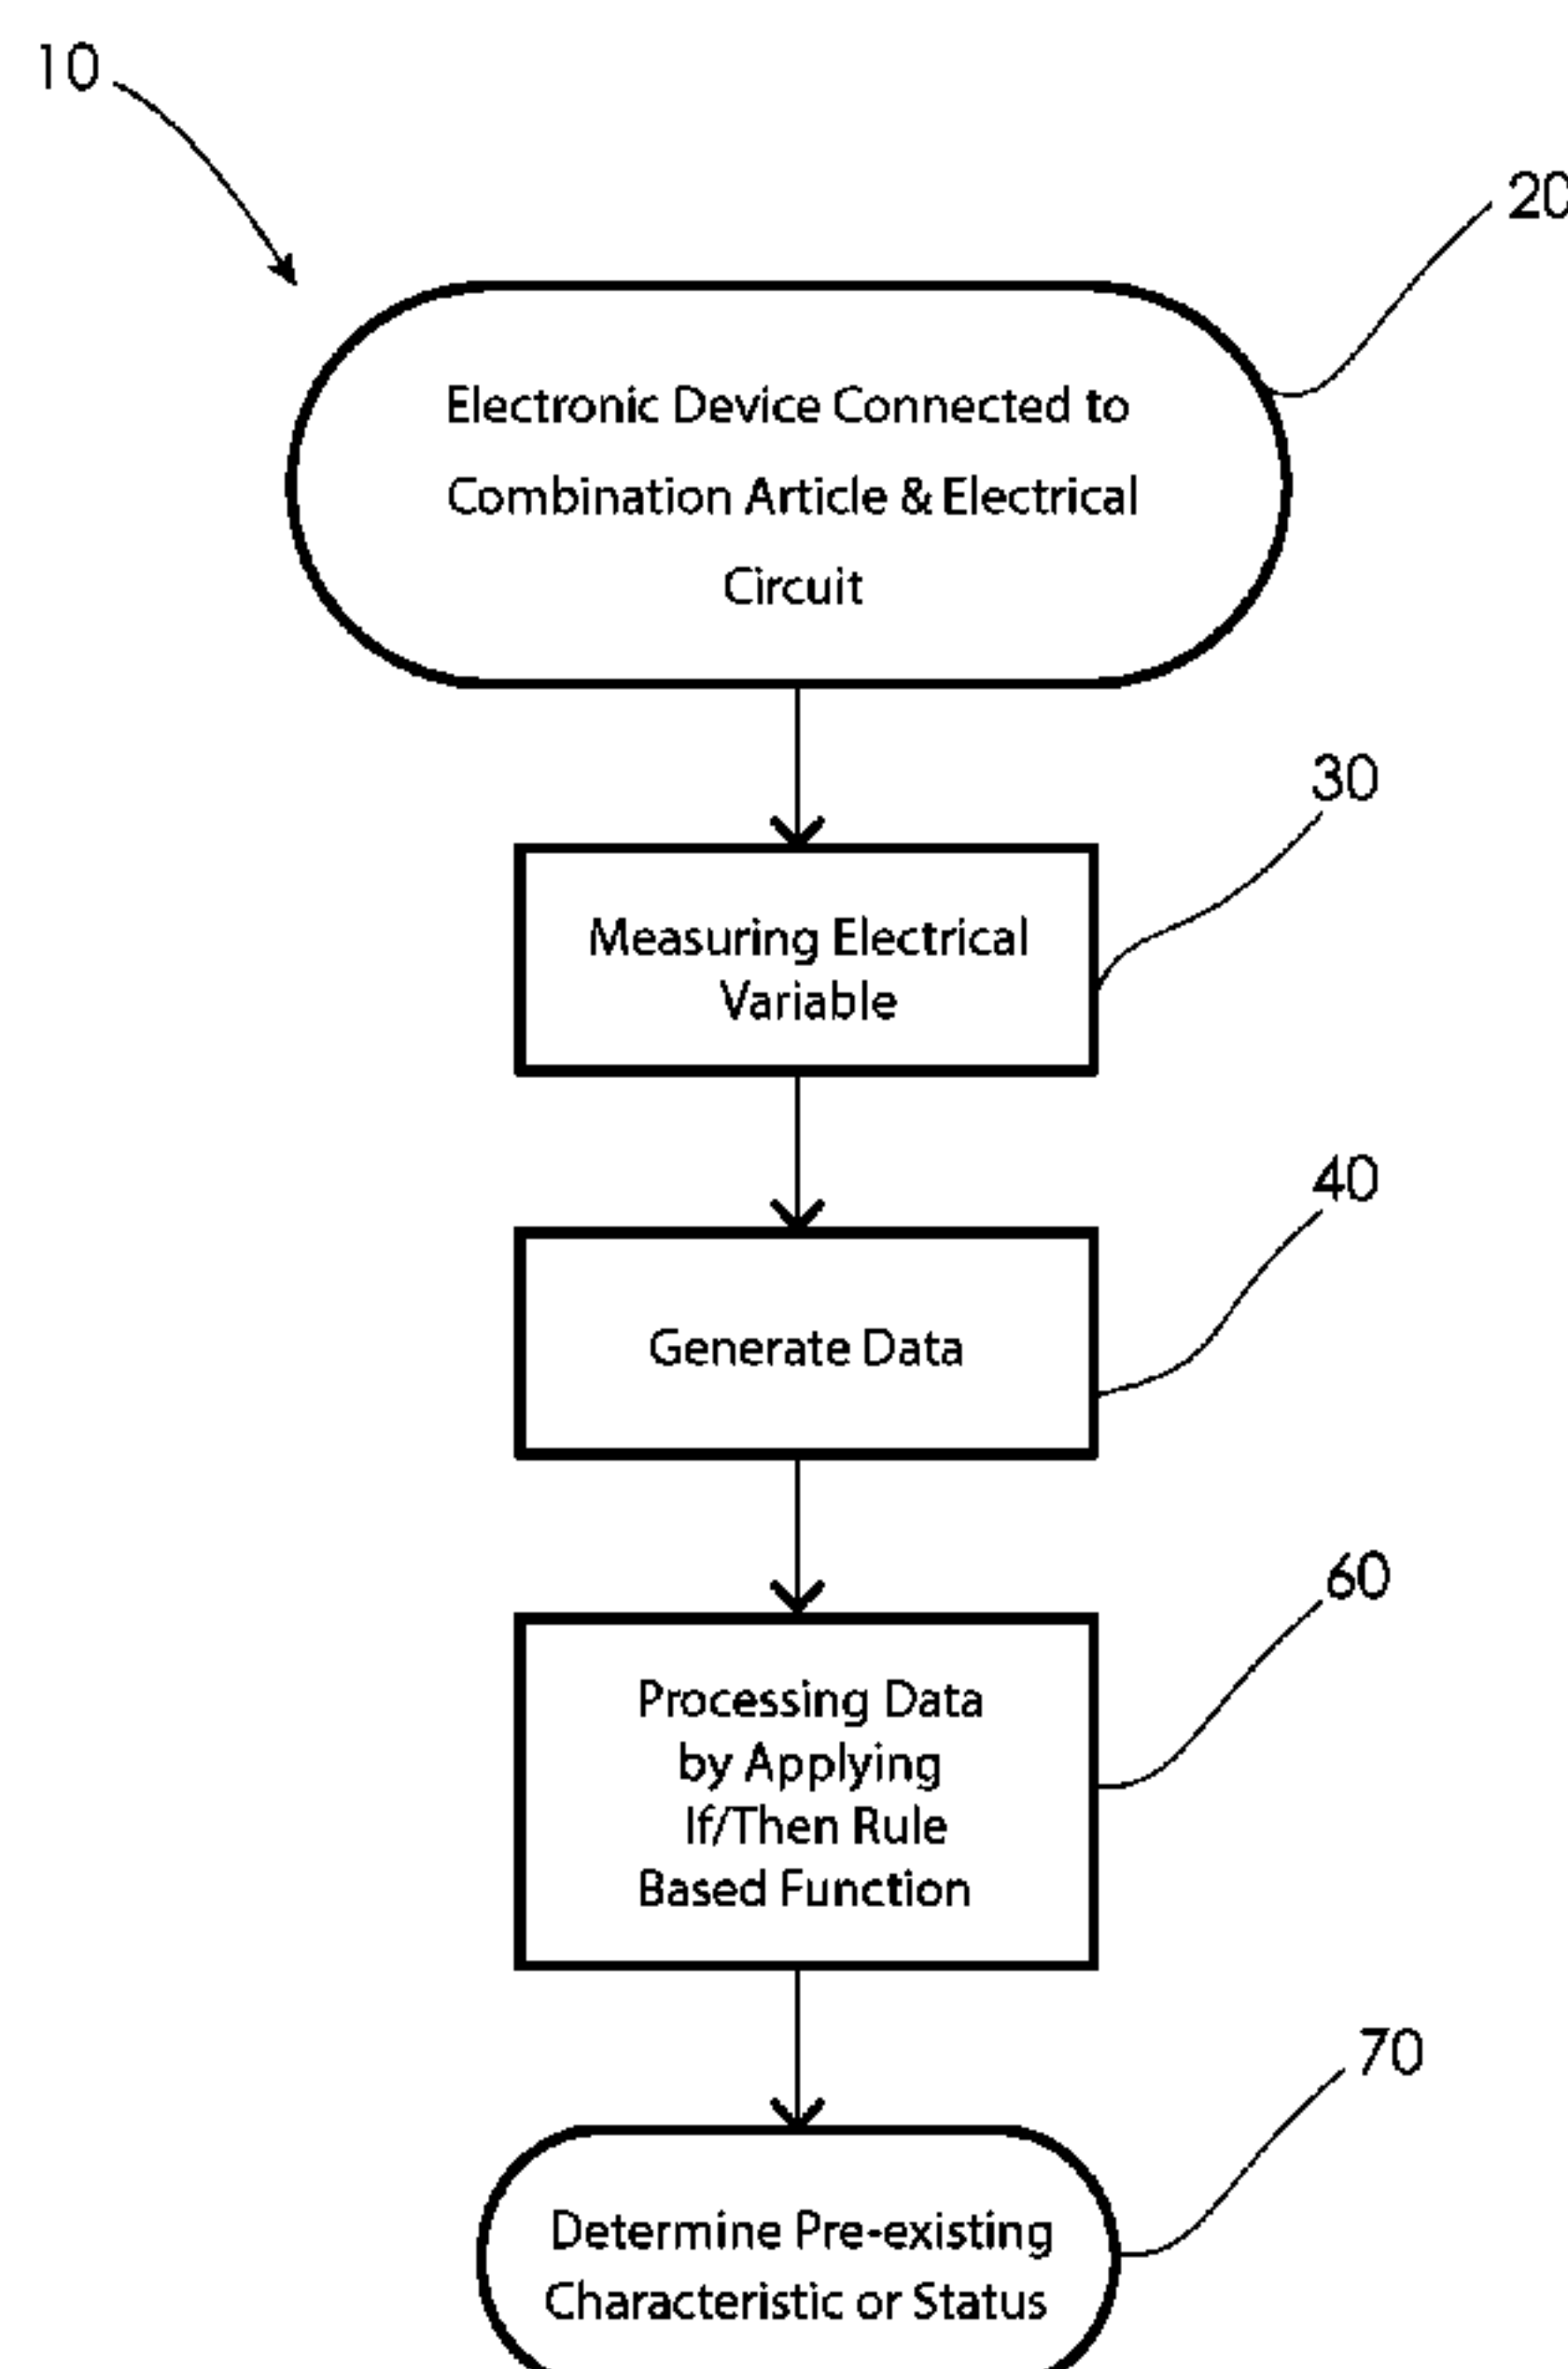 10
20
Electronic Device Connected to
Combination Article & Electrical
Circuit
30
Measuring Electrical
Variable
40
Generate Data
60
Processing Data
by Applying
If/Then Rule
Based Function
70
Determine Pre-existing
Characteristic or Status